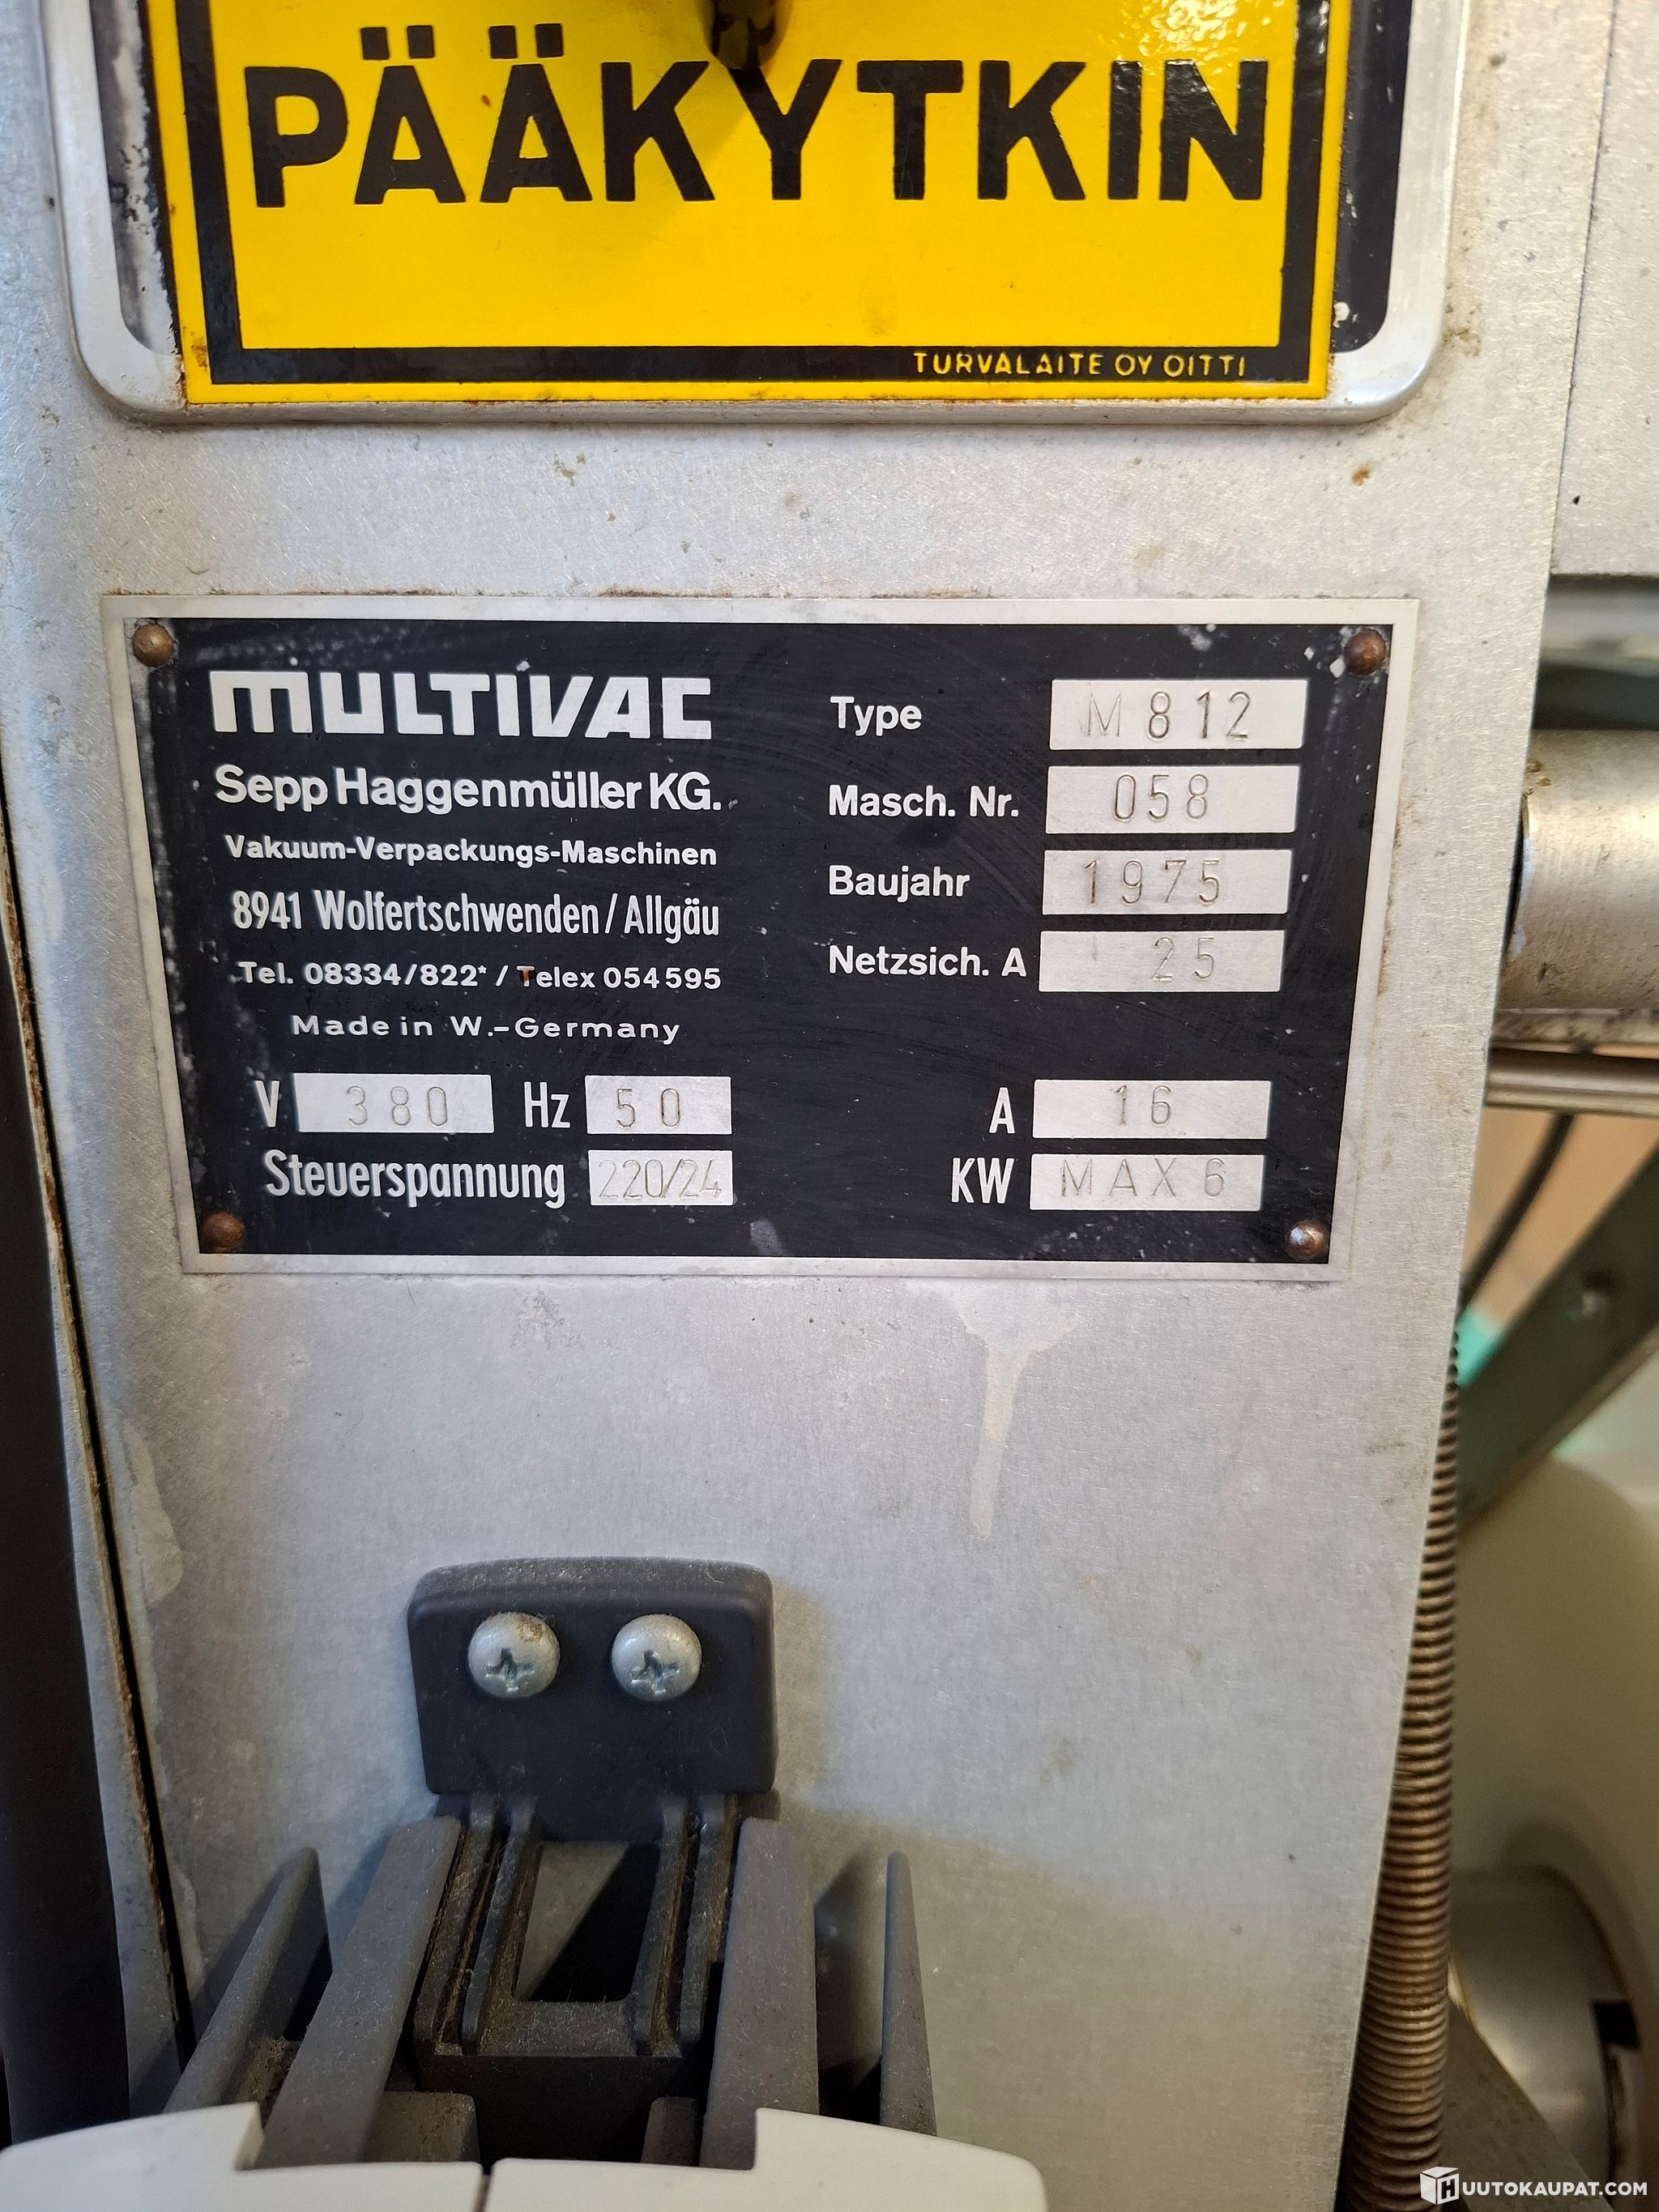 PÄÄKYTKIN
TURVALAITE OY OITTI
MULTIVAC
Sepp Haggenmüller KG.
Vakuum-Verpackungs-Maschinen
8941 Wolfertschwenden/Allgäu
Tel. 08334/822* / Telex 054595
Made in W.-Germany
V 380 Hz 50
Steuerspannung 220/24
Type M 812
Masch. Nr. 058
Baujahr 1975
Netzsich. A 25
A 16
KW MAX 6
HUUTOKAUPAT.COM